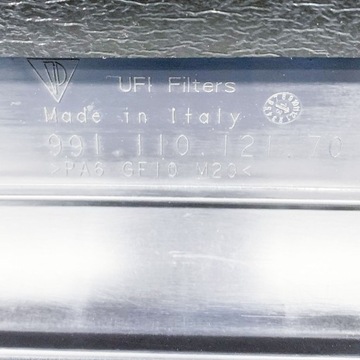 UFI Filters
Made in Italy
991.110.121.70
>PA6 GF10 M20<